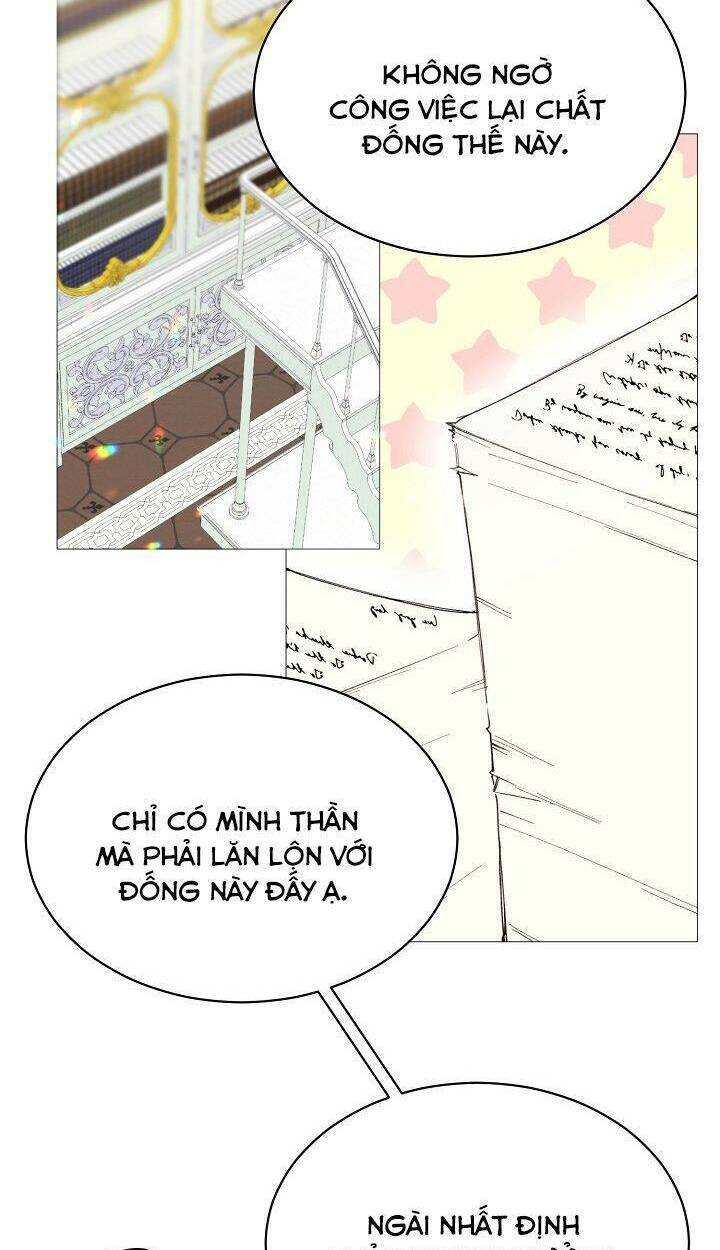 KHÔNG NGỜ
CÔNG VIỆC LẠI CHẤT
ĐỐNG THẾ NÀY.
CHỈ CÓ MÌNH THẦN
MÀ PHẢI LĂN LỘN VỚI
ĐỐNG NÀY ĐẤY Ạ.
NGÀI NHẤT ĐỊNH